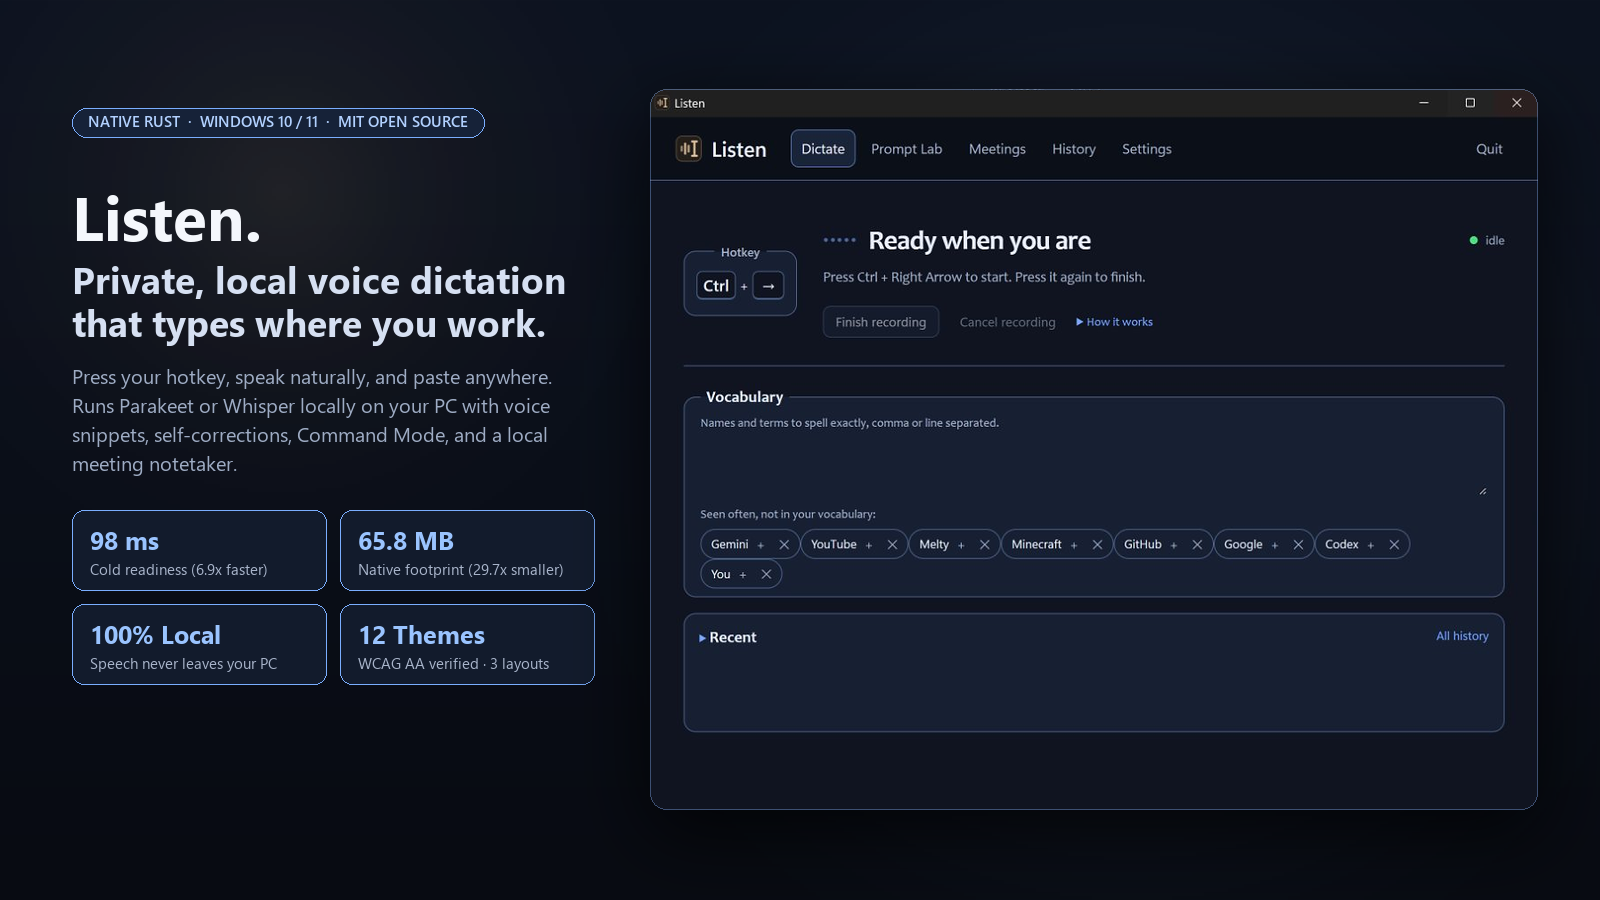 NATIVE RUST · WINDOWS 10 / 11 · MIT OPEN SOURCE
Listen.
Private, local voice dictation
that types where you work.
Press your hotkey, speak naturally, and paste anywhere.
Runs Parakeet or Whisper locally on your PC with voice
snippets, self-corrections, Command Mode, and a local
meeting notetaker.
98 ms
Cold readiness (6.9x faster)
65.8 MB
Native footprint (29.7x smaller)
100% Local
Speech never leaves your PC
12 Themes
WCAG AA verified · 3 layouts
Listen
Listen
Dictate
Prompt Lab
Meetings
History
Settings
Quit
Hotkey
Ctrl + →
Ready when you are
idle
Press Ctrl + Right Arrow to start. Press it again to finish.
Finish recording
Cancel recording
How it works
Vocabulary
Names and terms to spell exactly, comma or line separated.
Seen often, not in your vocabulary:
Gemini + YouTube + Melty + Minecraft + GitHub + Google + Codex +
You +
Recent
All history